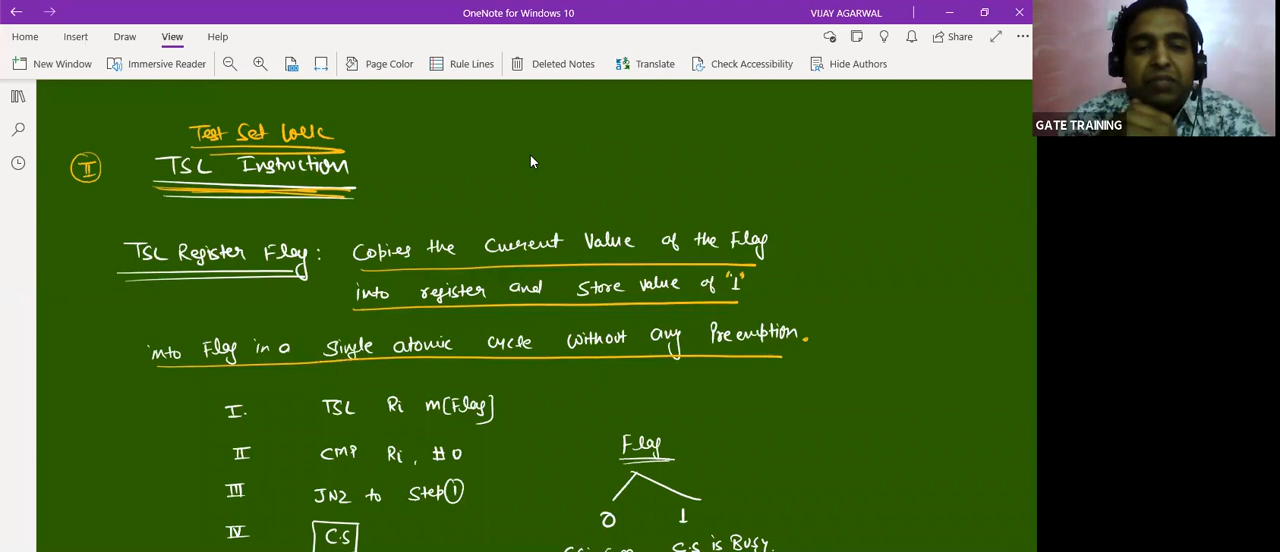 OneNote for Windows 10
VIJAY AGARWAL
Home Insert Draw View Help
Share
New Window Immersive Reader Page Color Rule Lines Deleted Notes Translate Check Accessibility Hide Authors
GATE TRAINING
Test Set Lock
II TSL Instruction
TSL Register Flag: Copies the current value of the Flag
into register and store value of "1"
into Flag in a single atomic cycle without any Preemption.
I. TSL Ri m[Flag]
II CMP Ri, #0
III JNZ to Step 1
IV C.S
Flag
0 1
C.S is Busy.